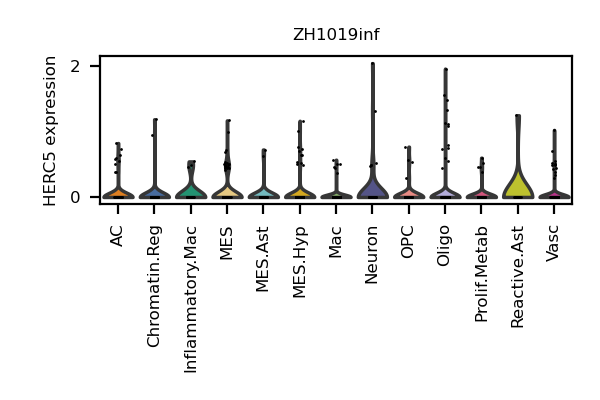 ZH1019inf
HERC5 expression
2
0
AC
Chromatin.Reg
Inflammatory.Mac
MES
MES.Ast
MES.Hyp
Mac
Neuron
OPC
Oligo
Prolif.Metab
Reactive.Ast
Vasc